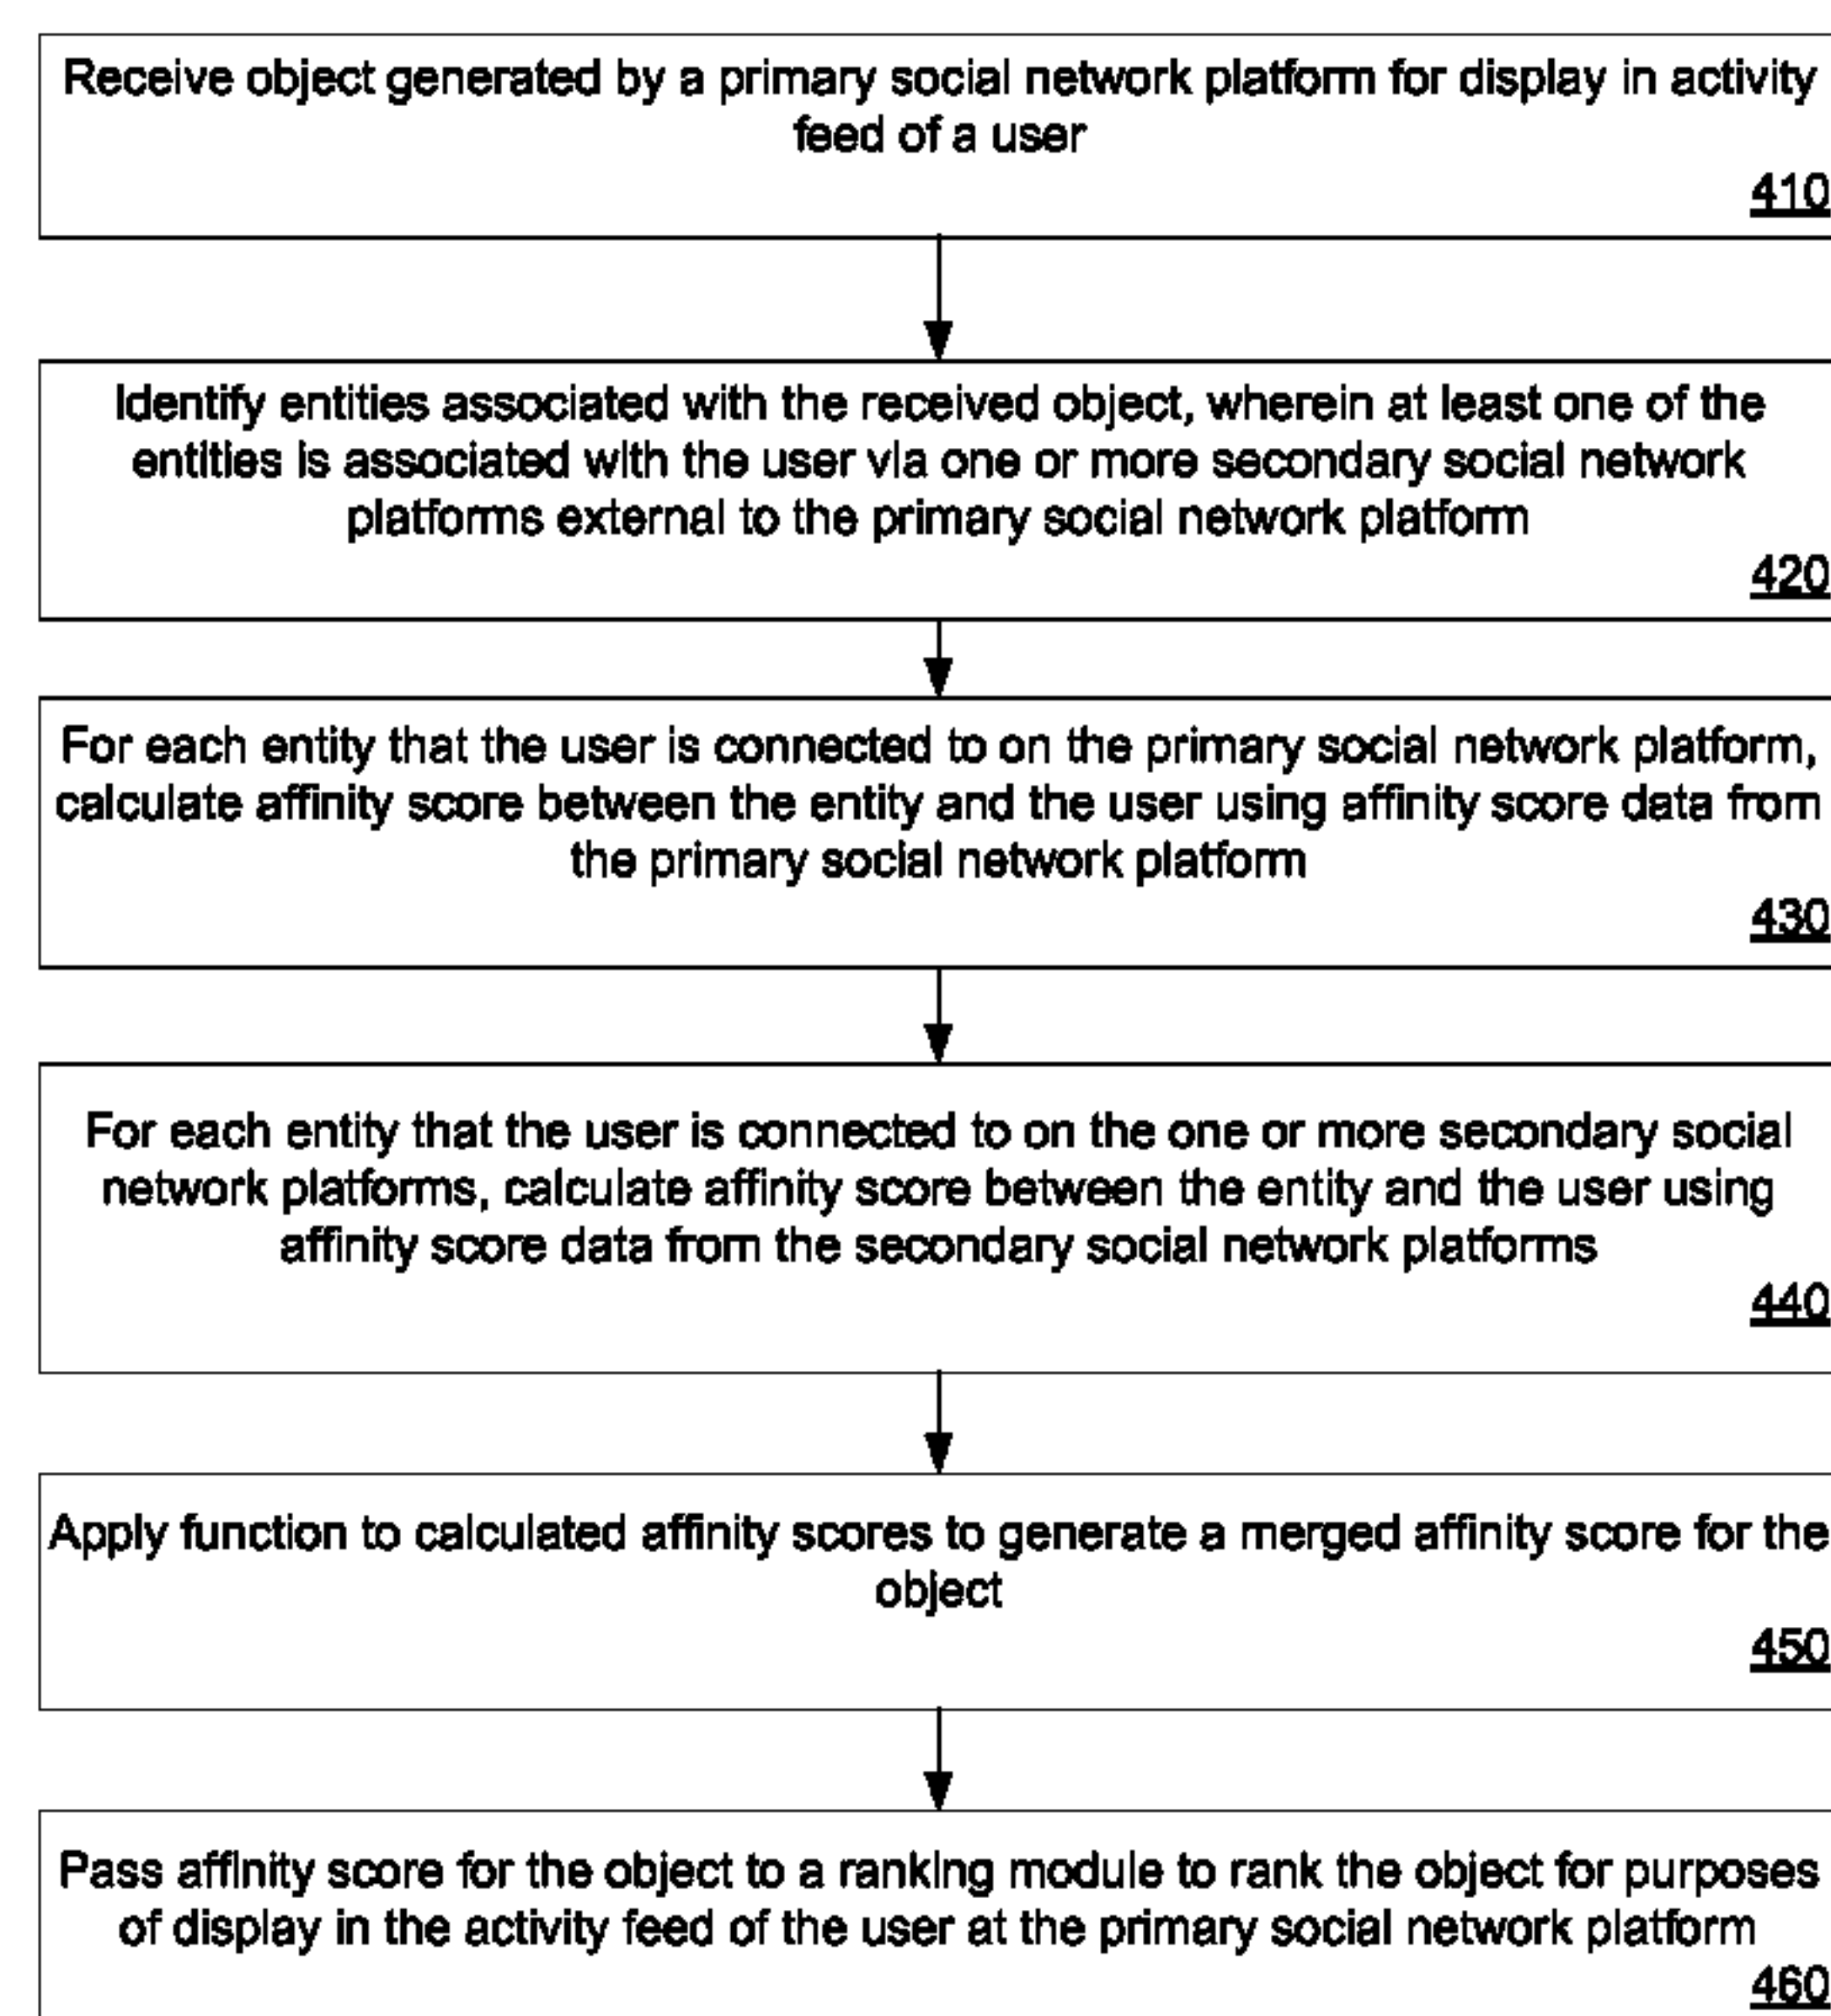 Receive object generated by a primary social network platform for display in activity
feed of a user
410
Identify entities associated with the received object, wherein at least one of the
entities is associated with the user via one or more secondary social network
platforms external to the primary social network platform
420
For each entity that the user is connected to on the primary social network platform,
calculate affinity score between the entity and the user using affinity score data from
the primary social network platform
430
For each entity that the user is connected to on the one or more secondary social
network platforms, calculate affinity score between the entity and the user using
affinity score data from the secondary social network platforms
440
Apply function to calculated affinity scores to generate a merged affinity score for the
object
450
Pass affinity score for the object to a ranking module to rank the object for purposes
of display in the activity feed of the user at the primary social network platform
460